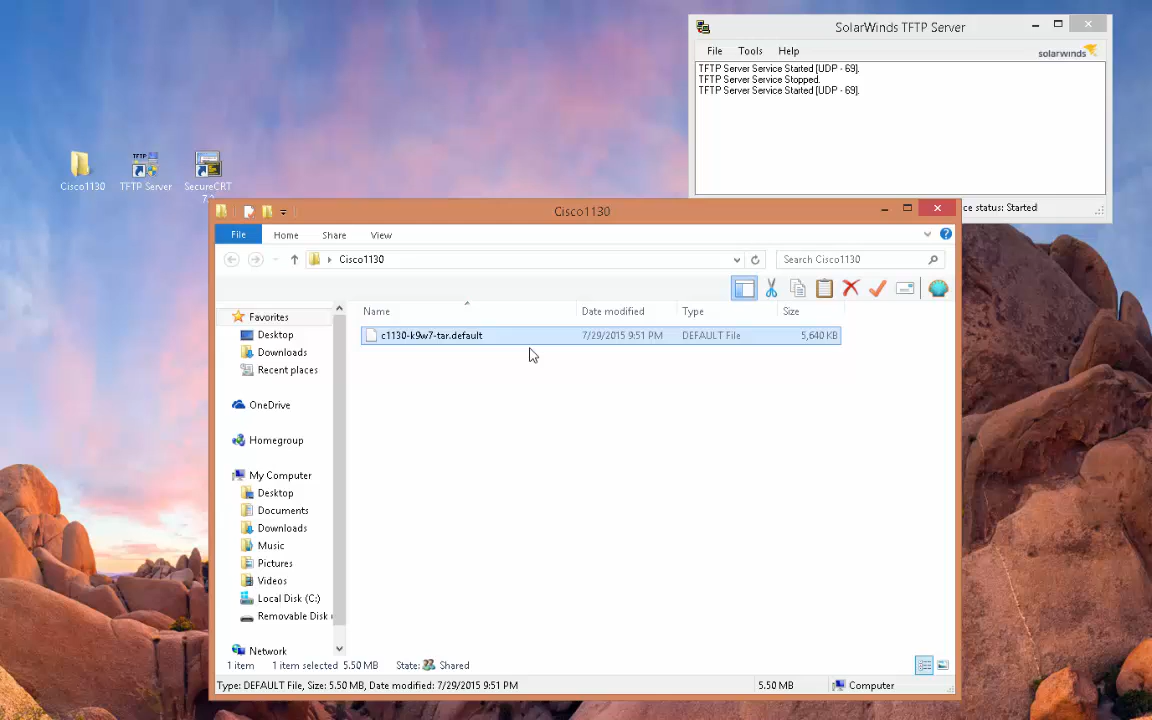 SolarWinds TFTP Server
File Tools Help
solarwinds
TFTP Server Service Started [UDP - 69].
TFTP Server Service Stopped.
TFTP Server Service Started [UDP - 69].
ce status: Started
Cisco1130
TFTP Server
SecureCRT
TFTP
Cisco1130
File Home Share View
Cisco1130
Search Cisco1130
Name Date modified Type Size
c1130-k9w7-tar.default 7/29/2015 9:51 PM DEFAULT File 5,640 KB
Favorites
Desktop
Downloads
Recent places
OneDrive
Homegroup
My Computer
Desktop
Documents
Downloads
Music
Pictures
Videos
Local Disk (C:)
Removable Disk
Network
1 item 1 item selected 5.50 MB State: Shared
Type: DEFAULT File, Size: 5.50 MB, Date modified: 7/29/2015 9:51 PM 5.50 MB Computer